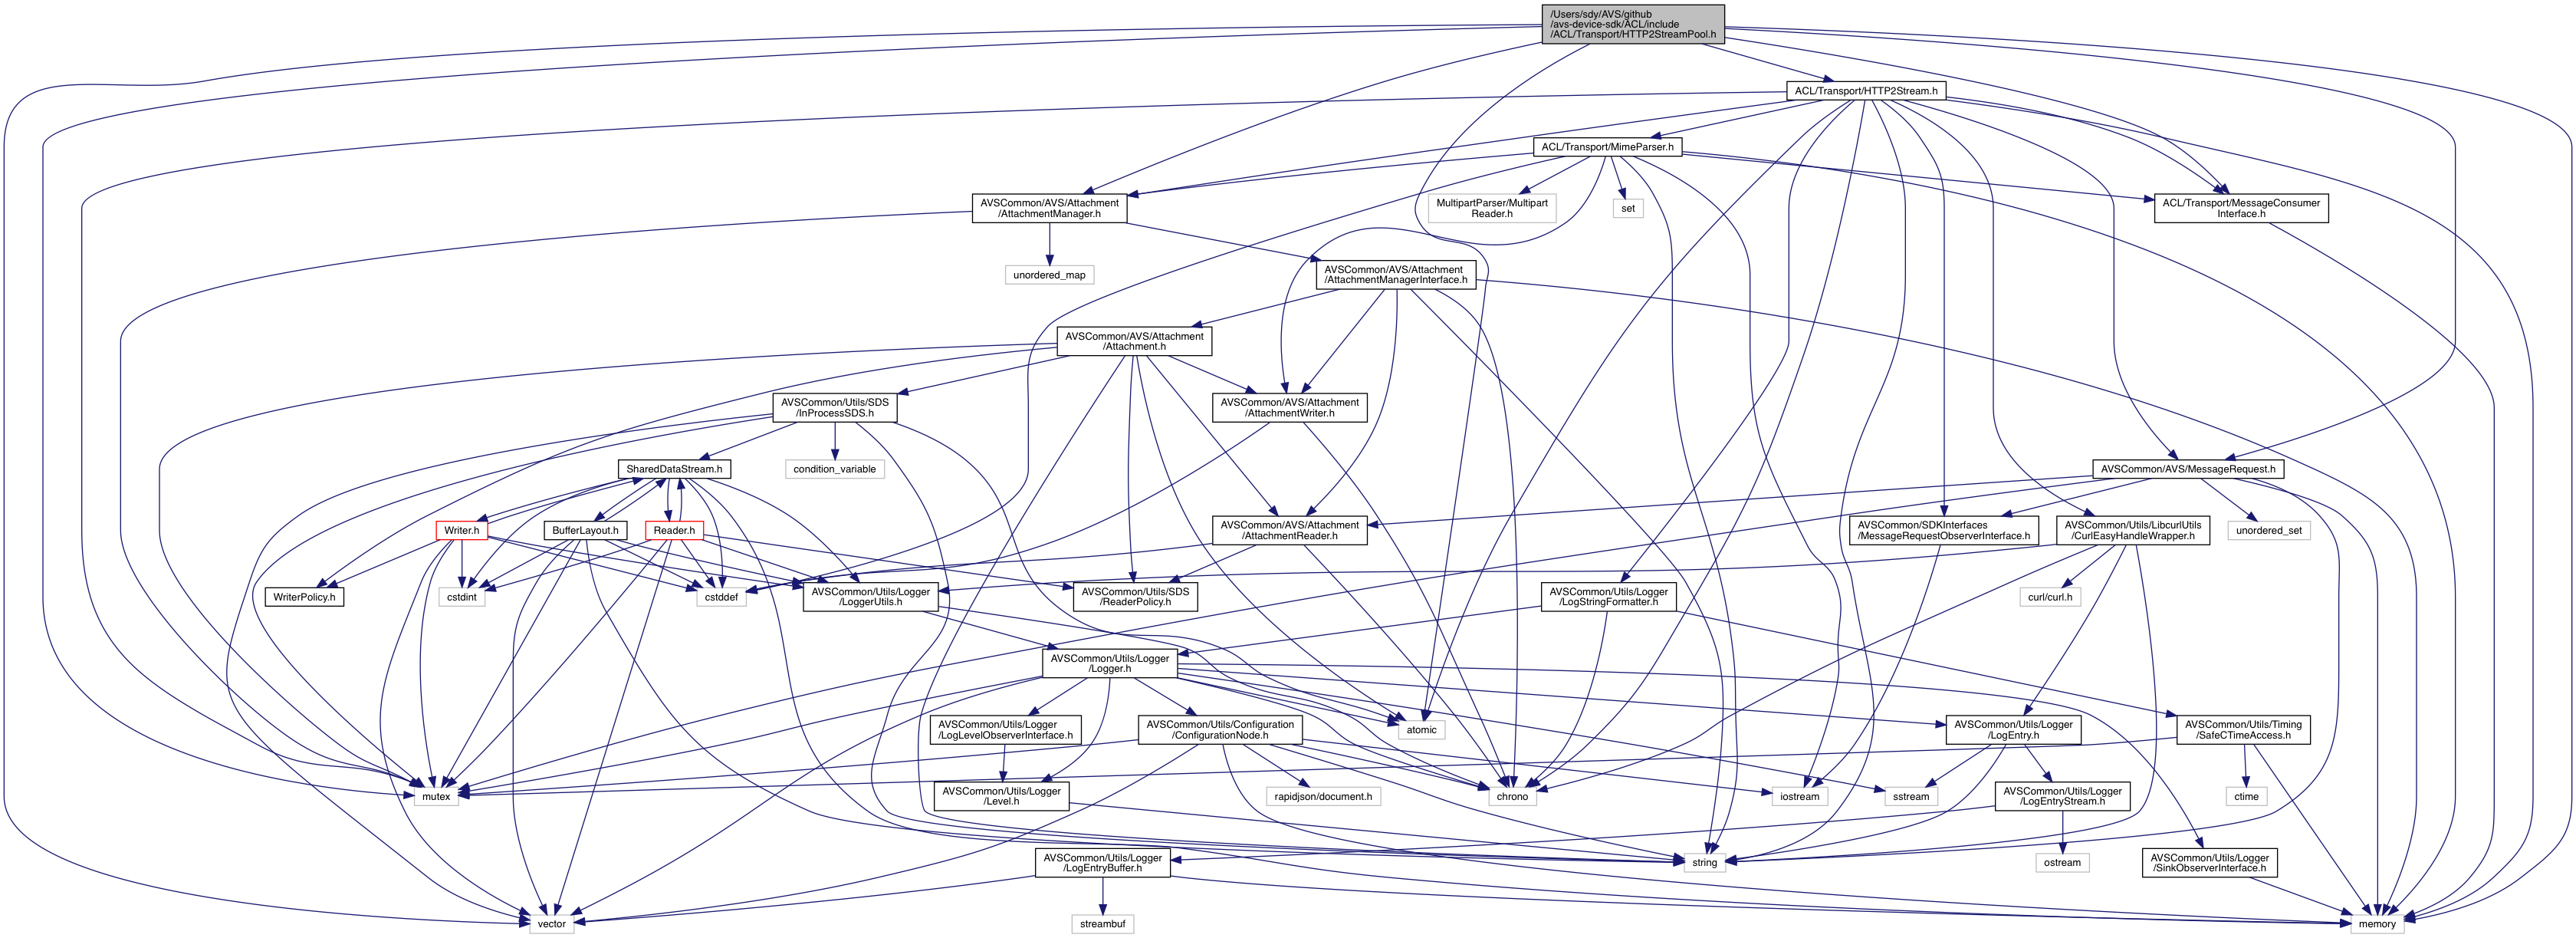 /Users/sdy/AVS/github
/avs-device-sdk/ACL/include
/ACL/Transport/HTTP2StreamPool.h
ACL/Transport/HTTP2Stream.h
ACL/Transport/MimeParser.h
AVSCommon/AVS/Attachment
/AttachmentManager.h
MultipartParser/Multipart
Reader.h
set
ACL/Transport/MessageConsumer
Interface.h
unordered_map
AVSCommon/AVS/Attachment
/AttachmentManagerInterface.h
AVSCommon/AVS/Attachment
/Attachment.h
AVSCommon/Utils/SDS
/InProcessSDS.h
AVSCommon/AVS/Attachment
/AttachmentWriter.h
SharedDataStream.h
condition_variable
AVSCommon/AVS/MessageRequest.h
Writer.h
BufferLayout.h
Reader.h
AVSCommon/AVS/Attachment
/AttachmentReader.h
AVSCommon/SDKInterfaces
/MessageRequestObserverInterface.h
AVSCommon/Utils/LibcurlUtils
/CurlEasyHandleWrapper.h
unordered_set
WriterPolicy.h
cstdint
cstddef
AVSCommon/Utils/Logger
/LoggerUtils.h
AVSCommon/Utils/SDS
/ReaderPolicy.h
AVSCommon/Utils/Logger
/LogStringFormatter.h
curl/curl.h
AVSCommon/Utils/Logger
/Logger.h
AVSCommon/Utils/Logger
/LogLevelObserverInterface.h
AVSCommon/Utils/Configuration
/ConfigurationNode.h
atomic
AVSCommon/Utils/Logger
/LogEntry.h
AVSCommon/Utils/Timing
/SafeCTimeAccess.h
mutex
AVSCommon/Utils/Logger
/Level.h
rapidjson/document.h
chrono
iostream
sstream
AVSCommon/Utils/Logger
/LogEntryStream.h
ctime
AVSCommon/Utils/Logger
/LogEntryBuffer.h
string
ostream
AVSCommon/Utils/Logger
/SinkObserverInterface.h
vector
streambuf
memory